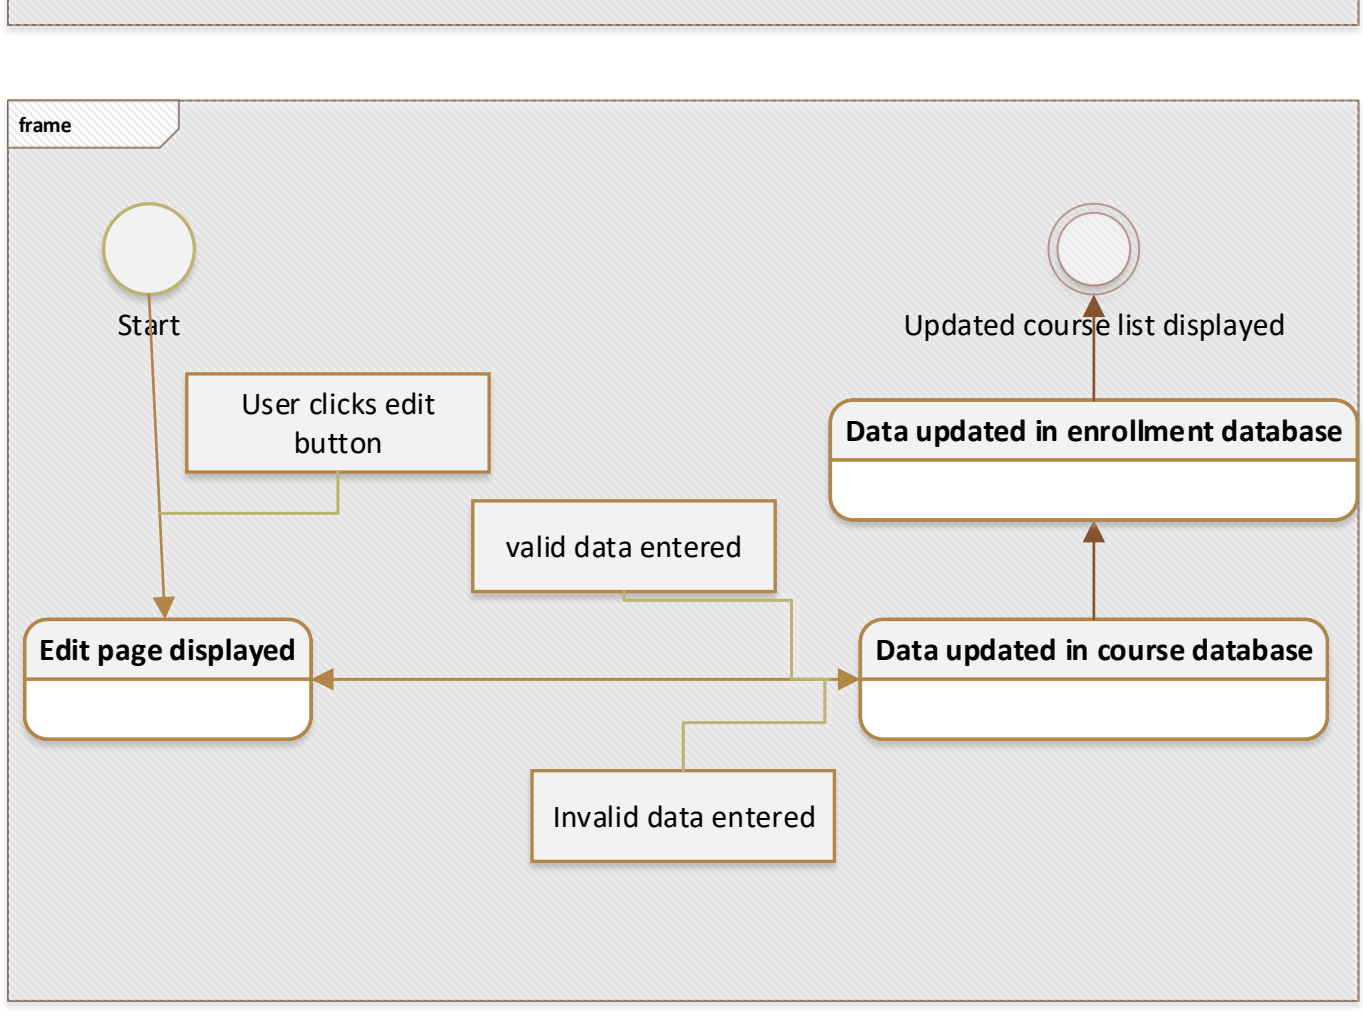 frame
Start
Updated course list displayed
User clicks edit
button
Data updated in enrollment database
valid data entered
Edit page displayed
Data updated in course database
Invalid data entered